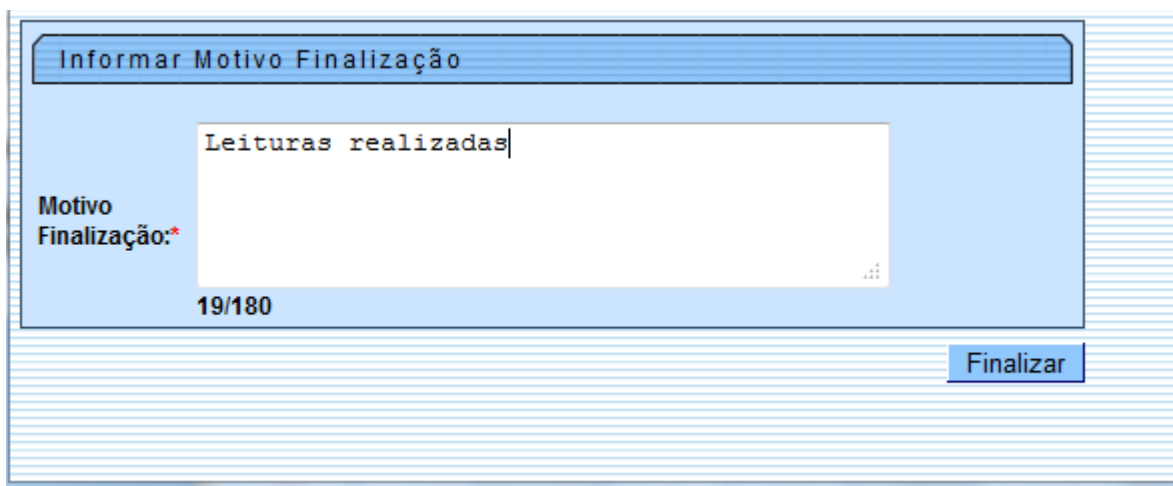 Informar Motivo Finalização
Leituras realizadas
Motivo
Finalização:*
19/180
Finalizar